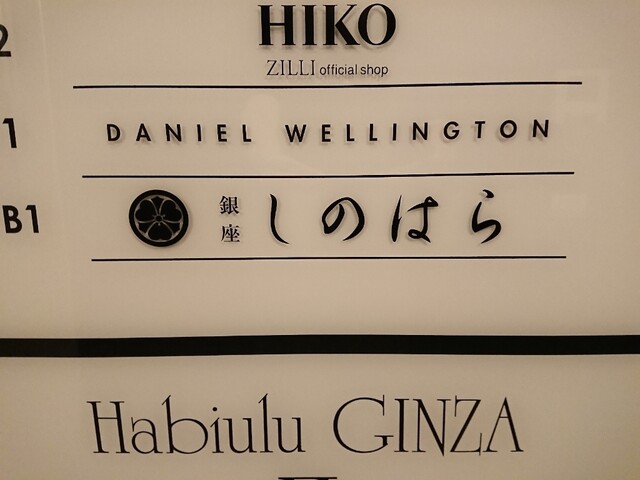 2 HIKO
ZILLI official shop
1 DANIEL WELLINGTON
B1 銀座 しのはら
Habiulu GINZA